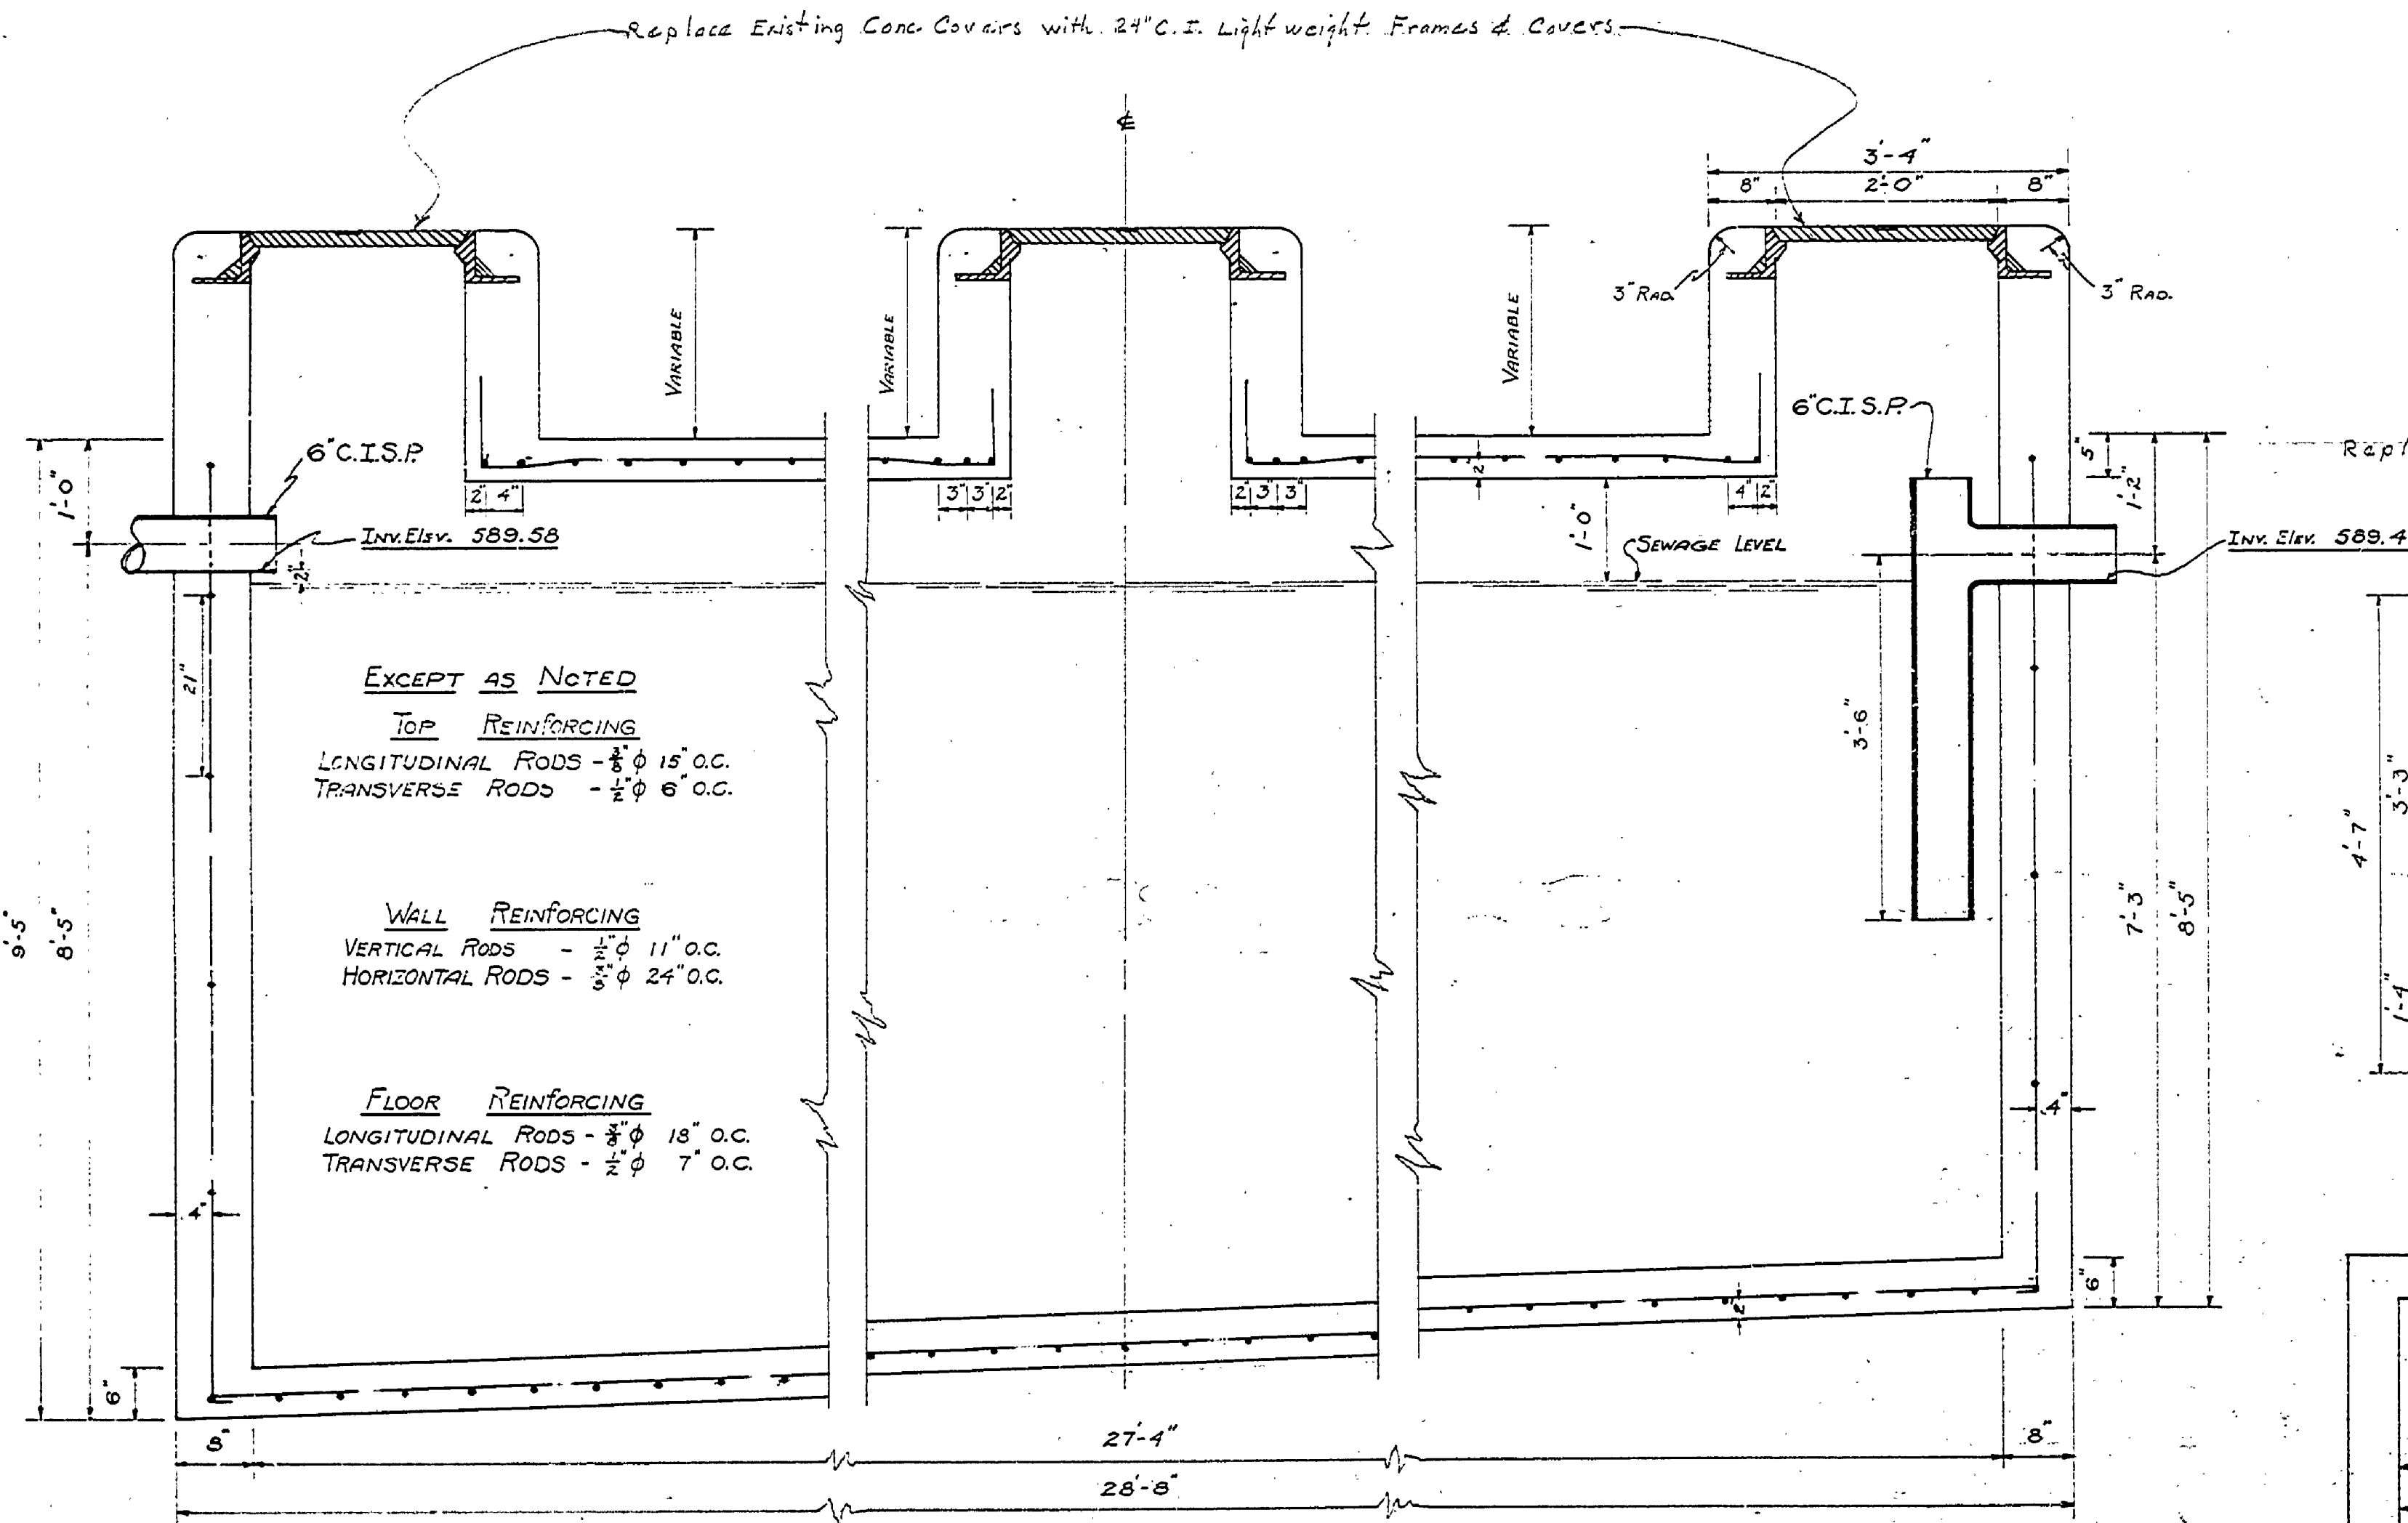 Replace Existing Conc. Covers with 24" C.I. Light weight Frames & Covers
℄
3'-4"
8" 2'-0" 8"
3" RAD.
3" RAD.
VARIABLE
VARIABLE
VARIABLE
6" C.I.S.P.
6" C.I.S.P.
1'-0"
5"
1'-2"
2" 4"
3" 3" 2"
2" 3" 3"
4" 2"
2"
1'-0"
INV. ELEV. 589.58
2"
SEWAGE LEVEL
INV. ELEV. 589.4
21"
3'-6"
EXCEPT AS NOTED
TOP REINFORCING
LONGITUDINAL RODS - 3/8" ϕ 15" O.C.
TRANSVERSE RODS - 1/2" ϕ 6" O.C.
WALL REINFORCING
VERTICAL RODS - 1/2" ϕ 11" O.C.
HORIZONTAL RODS - 3/8" ϕ 24" O.C.
FLOOR REINFORCING
LONGITUDINAL RODS - 3/8" ϕ 18" O.C.
TRANSVERSE RODS - 1/2" ϕ 7" O.C.
9'-5"
8'-5"
7'-3"
8'-5"
4'-7"
3'-3"
1'-4"
4"
4"
6"
6"
2"
8" 27'-4" 8"
28'-8"